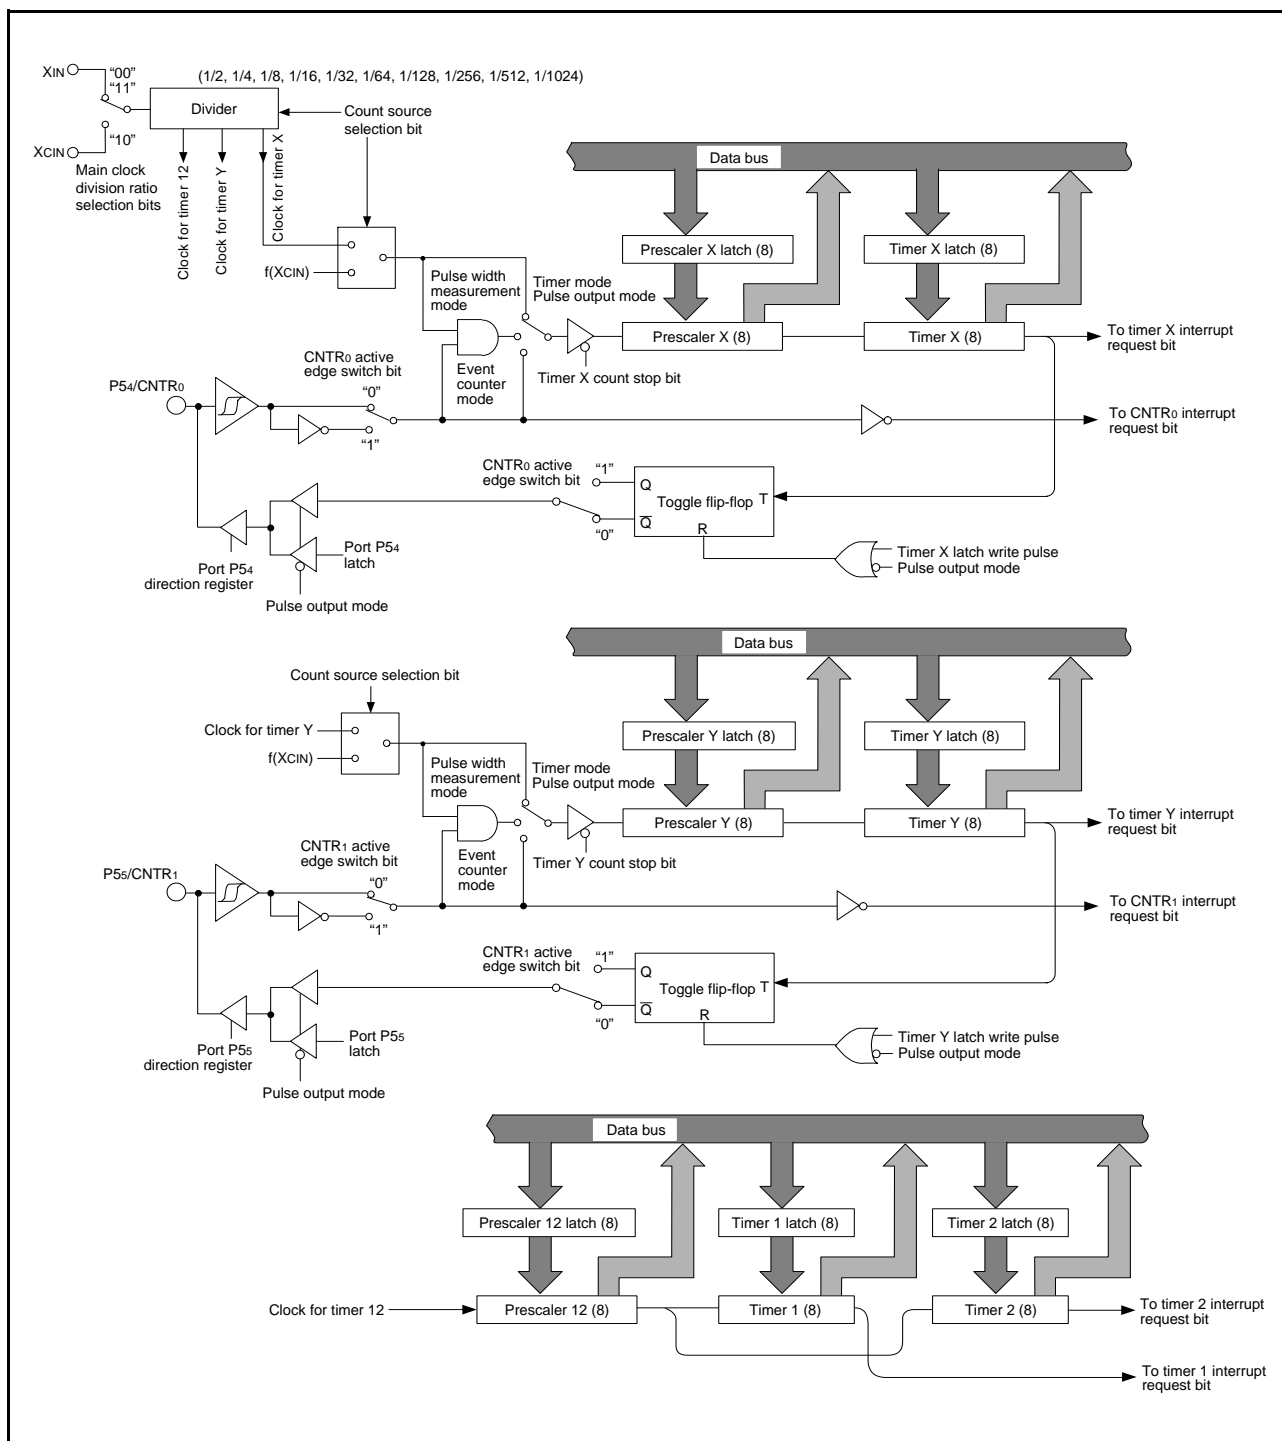 XIN
"00"
"11"
(1/2, 1/4, 1/8, 1/16, 1/32, 1/64, 1/128, 1/256, 1/512, 1/1024)
Divider
Count source
selection bit
"10"
XCIN
Main clock
division ratio
selection bits
Clock for timer 12
Clock for timer Y
Clock for timer X
Data bus
Prescaler X latch (8)
Timer X latch (8)
f(XCIN)
Pulse width
measurement
mode
Timer mode
Pulse output mode
Prescaler X (8)
Timer X (8)
To timer X interrupt
request bit
CNTR0 active
edge switch bit
Event
counter
mode
Timer X count stop bit
P54/CNTR0
"0"
"1"
To CNTR0 interrupt
request bit
CNTR0 active
edge switch bit
"1"
Q
Toggle flip-flop
T
Q
R
"0"
Port P54
latch
Port P54
direction register
Pulse output mode
Timer X latch write pulse
Pulse output mode
Data bus
Count source selection bit
Clock for timer Y
f(XCIN)
Prescaler Y latch (8)
Timer Y latch (8)
Pulse width
measurement
mode
Timer mode
Pulse output mode
Prescaler Y (8)
Timer Y (8)
To timer Y interrupt
request bit
CNTR1 active
edge switch bit
Event
counter
mode
Timer Y count stop bit
P55/CNTR1
"0"
"1"
To CNTR1 interrupt
request bit
CNTR1 active
edge switch bit
"1"
Q
Toggle flip-flop
T
Q
R
"0"
Port P55
latch
Port P55
direction register
Pulse output mode
Timer Y latch write pulse
Pulse output mode
Data bus
Prescaler 12 latch (8)
Timer 1 latch (8)
Timer 2 latch (8)
Clock for timer 12
Prescaler 12 (8)
Timer 1 (8)
Timer 2 (8)
To timer 2 interrupt
request bit
To timer 1 interrupt
request bit